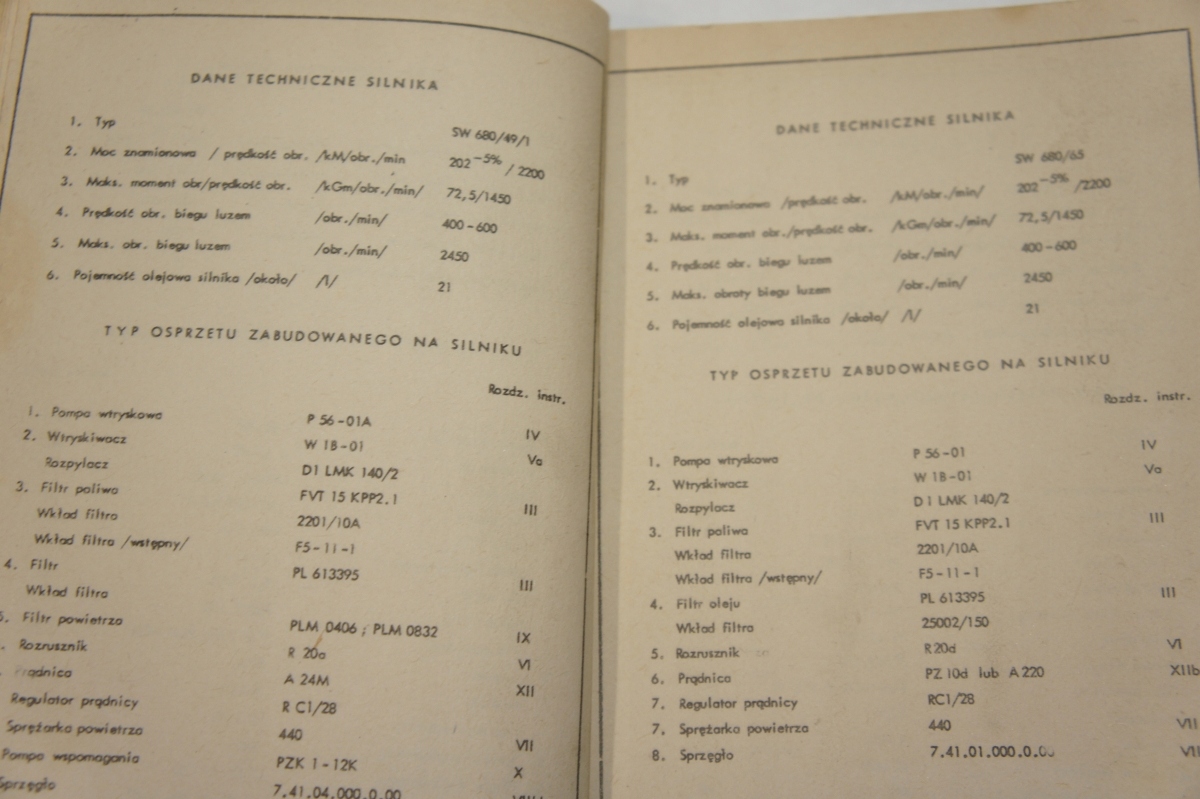 DANE TECHNICZNE SILNIKA
1. Typ SW 680/49/1
2. Moc znamionowa / prędkość obr. /kM/obr./min 202 -5% / 2200
3. Maks. moment obr/prędkość obr. /kGm/obr./min/ 72,5/1450
4. Prędkość obr. biegu luzem /obr./min/ 400-600
5. Maks. obr. biegu luzem /obr./min/ 2450
6. Pojemność olejowa silnika /około/ /l/ 21
TYP OSPRZETU ZABUDOWANEGO NA SILNIKU
Rozdz. instr.
1. Pompa wtryskowa P 56-01A IV
2. Wtryskiwacz W 1B-01 Va
Rozpylacz D1 LMK 140/2
3. Filtr paliwa FVT 15 KPP2.1 III
Wkład filtra 2201/10A
Wkład filtra /wstępny/ F5-11-1
4. Filtr PL 613395 III
Wkład filtra
5. Filtr powietrza PLM 0406 ; PLM 0832 IX
. Rozrusznik R 20a VI
Prądnica A 24M XII
Regulator prądnicy R C1/28
Sprężarka powietrza 440 VII
Pompa wspomagania PZK 1-12K X
Sprzęgło 7.41.04.000.0.00
DANE TECHNICZNE SILNIKA
1. Typ SW 680/65
2. Moc znamionowa /prędkość obr. /kM/obr./min/ 202 -5% /2200
3. Maks. moment obr./prędkość obr. /kGm/obr./min/ 72,5/1450
4. Prędkość obr. biegu luzem /obr./min/ 400-600
5. Maks. obroty biegu luzem /obr./min/ 2450
6. Pojemność olejowa silnika /około/ /l/ 21
TYP OSPRZETU ZABUDOWANEGO NA SILNIKU
Rozdz. instr.
1. Pompa wtryskowa P 56-01 IV
2. Wtryskiwacz W 1B-01 Va
Rozpylacz D1 LMK 140/2
3. Filtr paliwa FVT 15 KPP2.1 III
Wkład filtra 2201/10A
Wkład filtra /wstępny/ F5-11-1
4. Filtr oleju PL 613395 III
Wkład filtra 25002/150
5. Rozrusznik R20d VI
6. Prądnica PZ 10d lub A 220 XIIb
7. Regulator prądnicy RC1/28
7. Sprężarka powietrza 440 VII
8. Sprzęgło 7.41.01.000.0.00